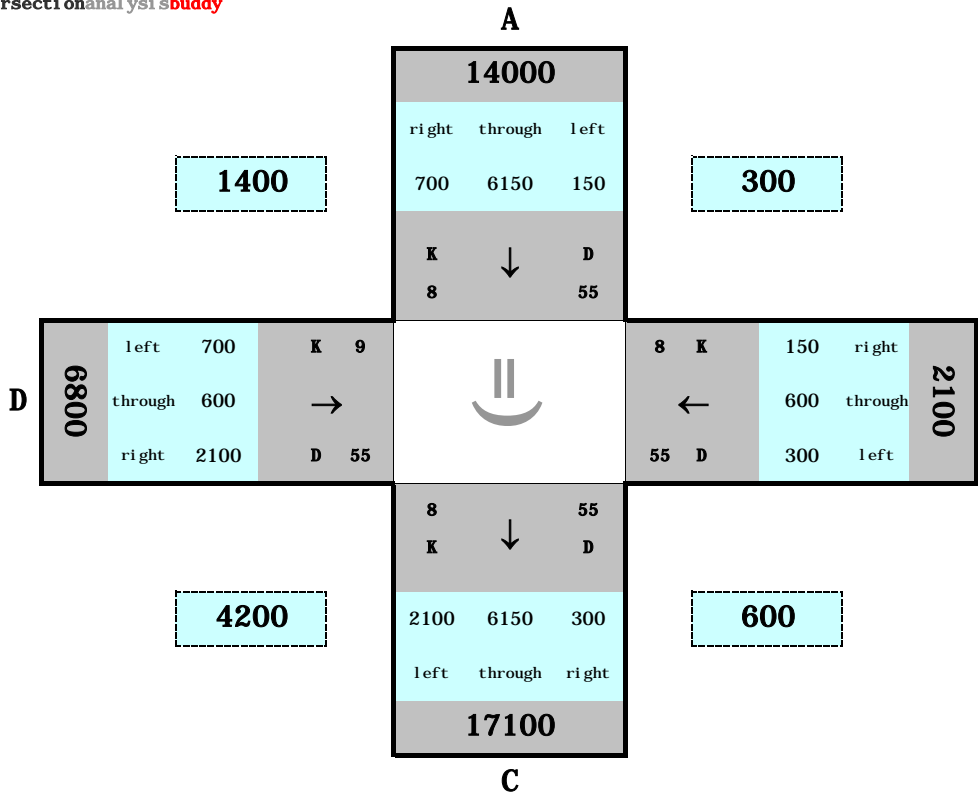 rsectionanalysisbuddy
A
14000
right through left
1400
700 6150 150
300
K ↓ D
8 55
6800
left 700 K 9
8 K 150 right
2100
D
through 600 →
← 600 through
right 2100 D 55
55 D 300 left
8 55
K ↓ D
4200
2100 6150 300
600
left through right
17100
C